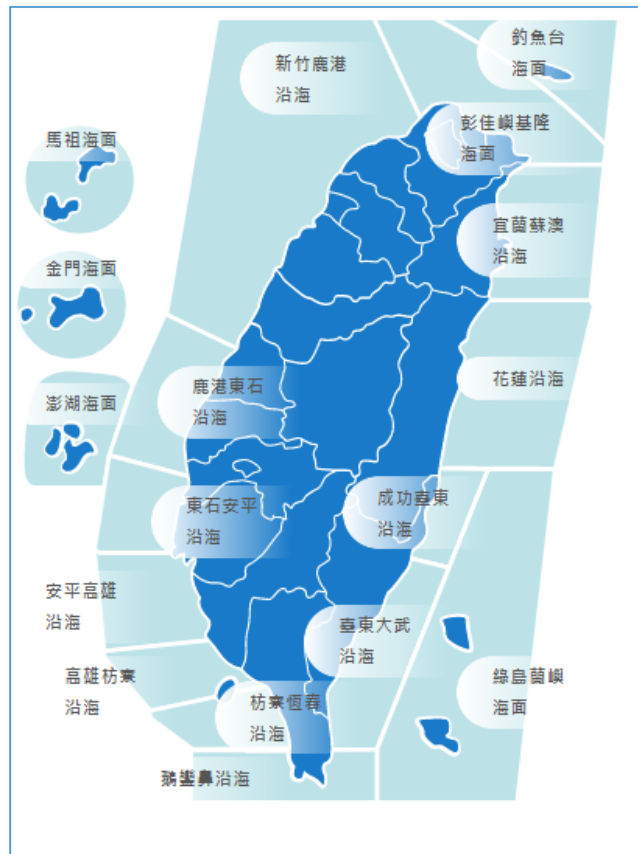 新竹鹿港
沿海
釣魚台
海面
彭佳嶼基隆
海面
馬祖海面
宜蘭蘇澳
沿海
金門海面
花蓮沿海
鹿港東石
沿海
澎湖海面
東石安平
沿海
成功臺東
沿海
安平高雄
沿海
臺東大武
沿海
高雄枋寮
沿海
綠島蘭嶼
海面
枋寮恆春
沿海
鵝鑾鼻沿海